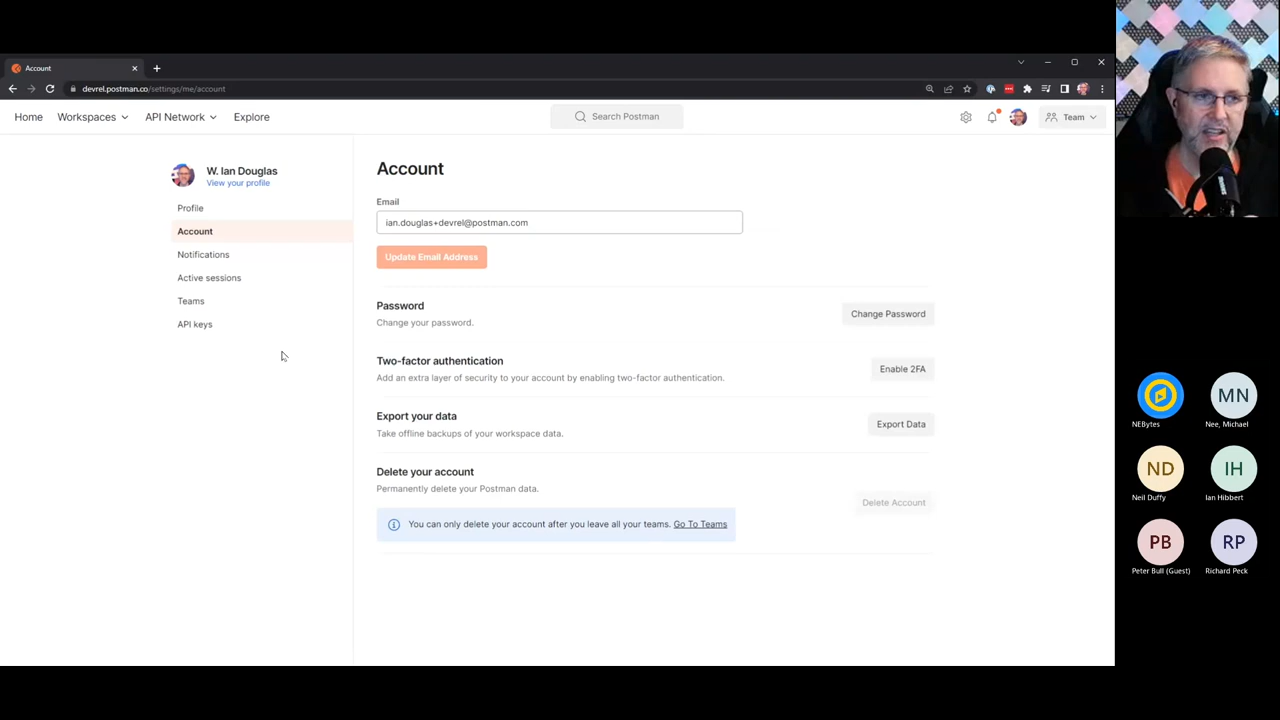 Account
devrel.postman.co/settings/me/account
Home Workspaces API Network Explore Search Postman Team
W. Ian Douglas
View your profile
Profile
Account
Notifications
Active sessions
Teams
API keys
Account
Email
ian.douglas+devrel@postman.com
Update Email Address
Password
Change your password.
Change Password
Two-factor authentication
Add an extra layer of security to your account by enabling two-factor authentication.
Enable 2FA
Export your data
Take offline backups of your workspace data.
Export Data
Delete your account
Permanently delete your Postman data.
Delete Account
You can only delete your account after you leave all your teams. Go To Teams
NEBytes
MN
Nee, Michael
ND
Neil Duffy
IH
Ian Hibbert
PB
Peter Bull (Guest)
RP
Richard Peck